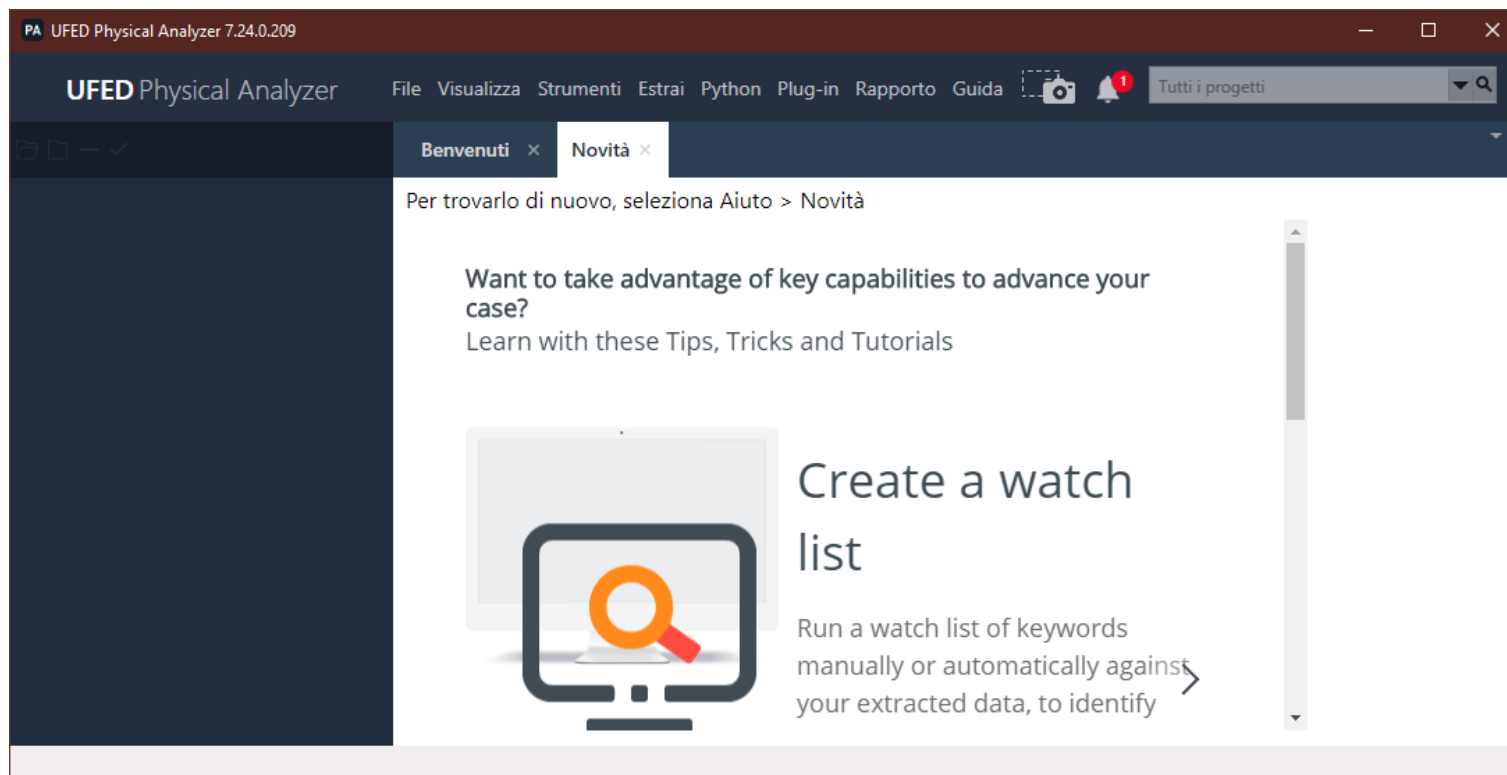 PA UFED Physical Analyzer 7.24.0.209
UFED Physical Analyzer File Visualizza Strumenti Estrai Python Plug-in Rapporto Guida 1 Tutti i progetti
Benvenuti Novità
Per trovarlo di nuovo, seleziona Aiuto > Novità
Want to take advantage of key capabilities to advance your
case?
Learn with these Tips, Tricks and Tutorials
Create a watch
list
Run a watch list of keywords
manually or automatically against
your extracted data, to identify